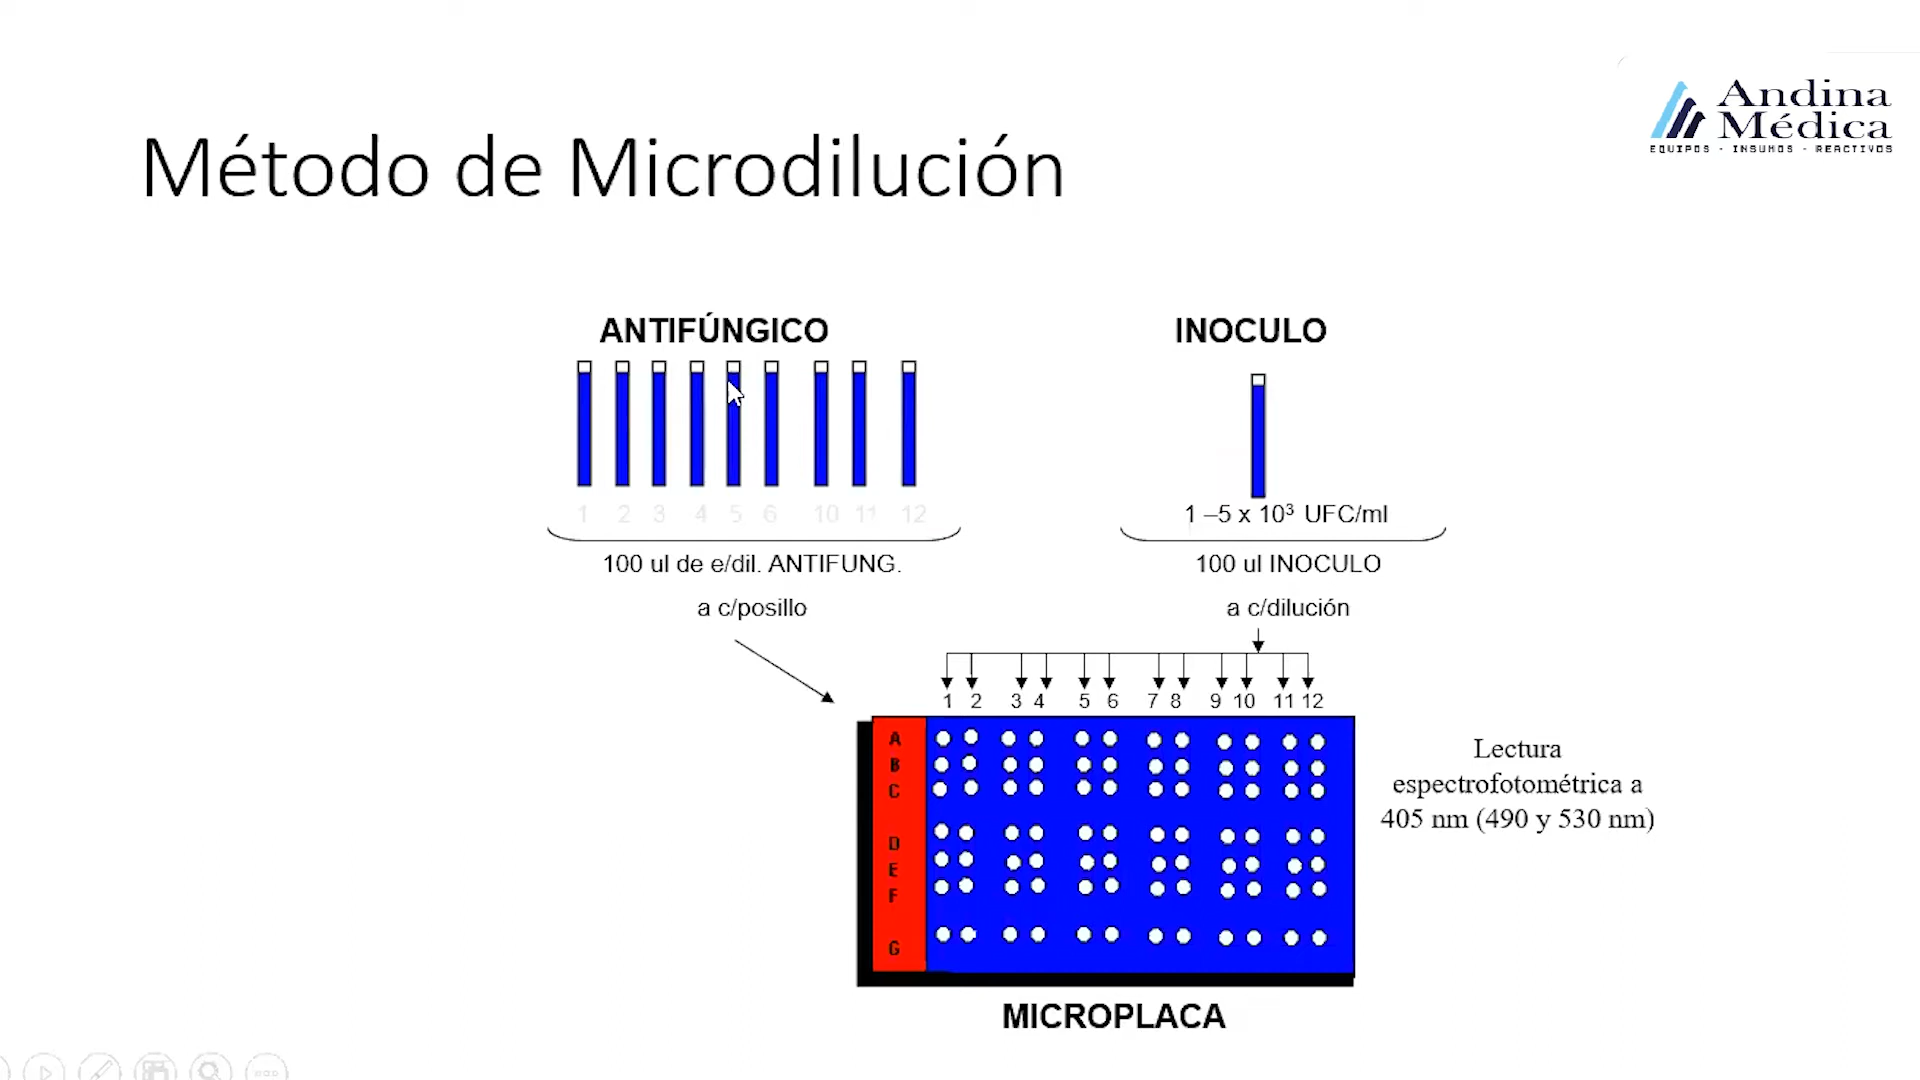 Andina
Médica
EQUIPOS - INSUMOS - REACTIVOS
Método de Microdilución
ANTIFÚNGICO
INOCULO
1 2 3 4 5 6 10 11 12
1 –5 x 10³ UFC/ml
100 ul de e/dil. ANTIFUNG.
100 ul INOCULO
a c/posillo
a c/dilución
1 2 3 4 5 6 7 8 9 10 11 12
A
B
C
D
E
F
G
Lectura
espectrofotométrica a
405 nm (490 y 530 nm)
MICROPLACA